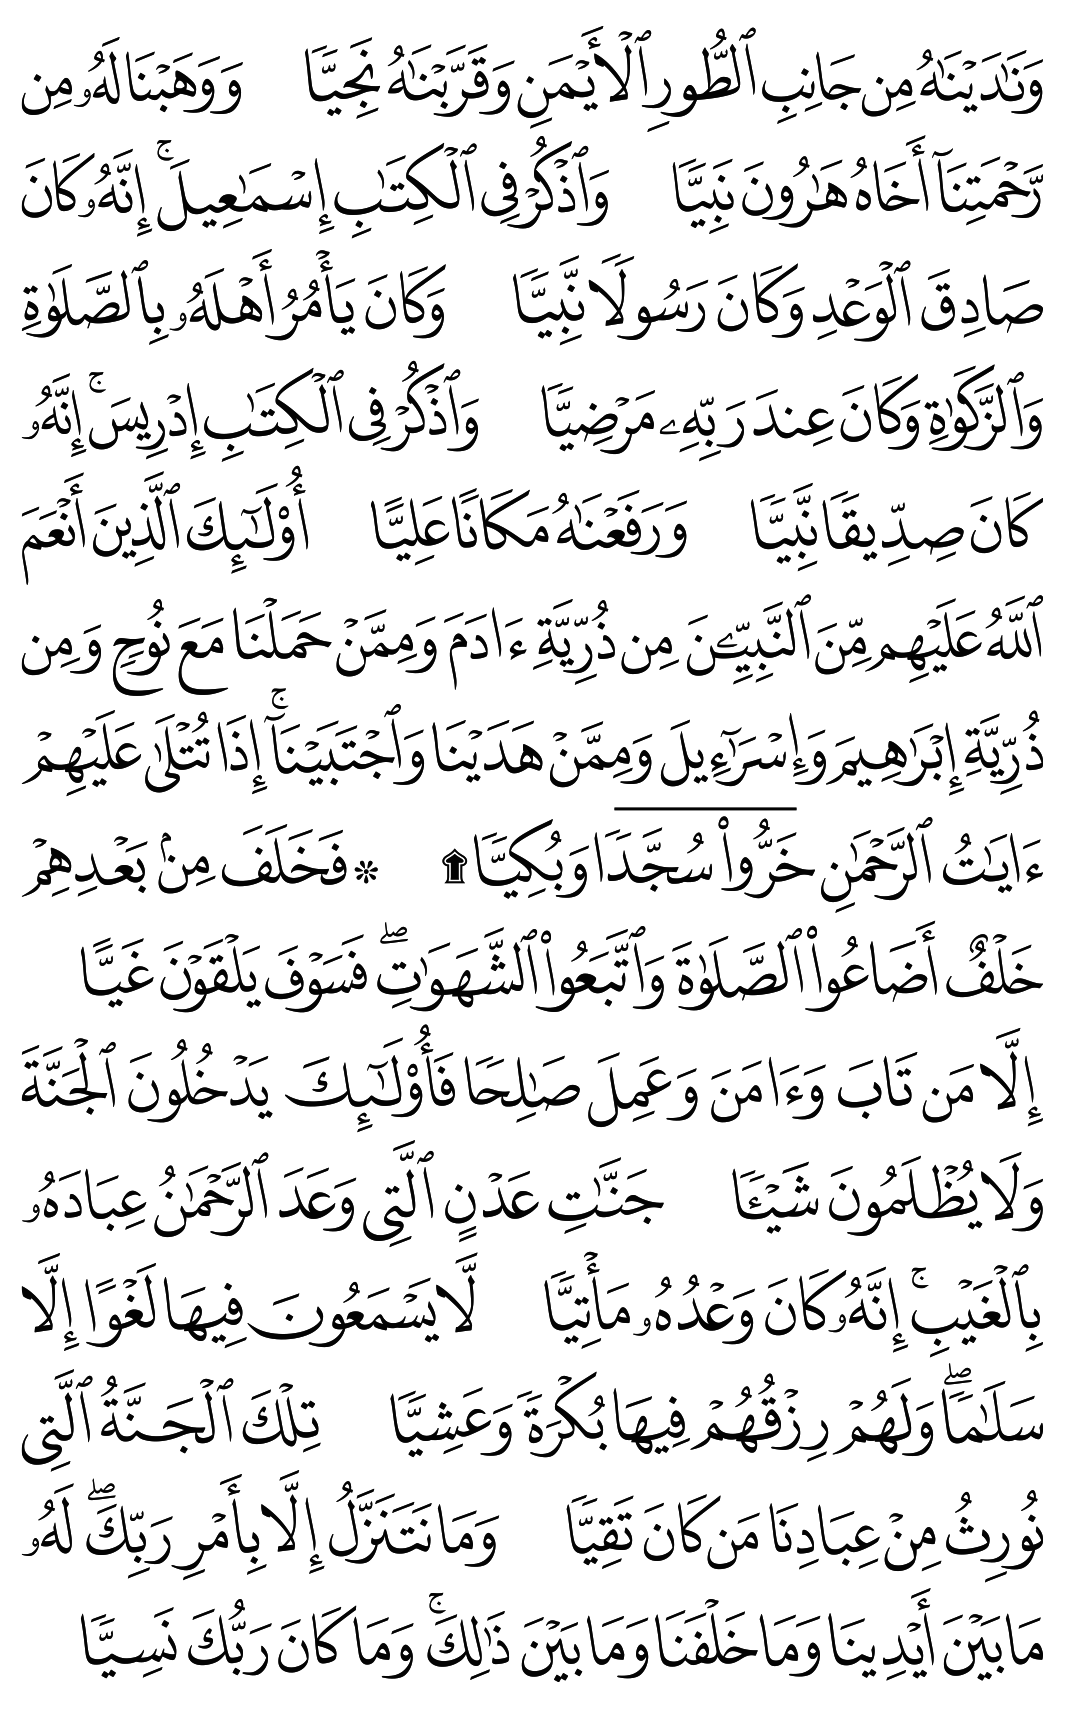 وَنَٰدَيۡنَٰهُ مِن جَانِبِ ٱلطُّورِ ٱلۡأَيۡمَنِ وَقَرَّبۡنَٰهُ نَجِيّٗا وَوَهَبۡنَا لَهُۥ مِن
رَّحۡمَتِنَآ أَخَاهُ هَٰرُونَ نَبِيّٗا وَٱذۡكُرۡ فِي ٱلۡكِتَٰبِ إِسۡمَٰعِيلَۚ إِنَّهُۥ كَانَ
صَادِقَ ٱلۡوَعۡدِ وَكَانَ رَسُولٗا نَّبِيّٗا وَكَانَ يَأۡمُرُ أَهۡلَهُۥ بِٱلصَّلَوٰةِ
وَٱلزَّكَوٰةِ وَكَانَ عِندَ رَبِّهِۦ مَرۡضِيّٗا وَٱذۡكُرۡ فِي ٱلۡكِتَٰبِ إِدۡرِيسَۚ إِنَّهُۥ
كَانَ صِدِّيقٗا نَّبِيّٗا وَرَفَعۡنَٰهُ مَكَانًا عَلِيًّا أُوْلَٰٓئِكَ ٱلَّذِينَ أَنۡعَمَ
ٱللَّهُ عَلَيۡهِم مِّنَ ٱلنَّبِيِّـۧنَ مِن ذُرِّيَّةِ ءَادَمَ وَمِمَّنۡ حَمَلۡنَا مَعَ نُوحٖ وَمِن
ذُرِّيَّةِ إِبۡرَٰهِيمَ وَإِسۡرَٰٓءِيلَ وَمِمَّنۡ هَدَيۡنَا وَٱجۡتَبَيۡنَآۚ إِذَا تُتۡلَىٰ عَلَيۡهِمۡ
ءَايَٰتُ ٱلرَّحۡمَٰنِ خَرُّواْۤ سُجَّدٗاۤ وَبُكِيّٗا ۩ ۞ فَخَلَفَ مِنۢ بَعۡدِهِمۡ
خَلۡفٌ أَضَاعُواْ ٱلصَّلَوٰةَ وَٱتَّبَعُواْ ٱلشَّهَوَٰتِۖ فَسَوۡفَ يَلۡقَوۡنَ غَيًّا
إِلَّا مَن تَابَ وَءَامَنَ وَعَمِلَ صَٰلِحٗا فَأُوْلَٰٓئِكَ يَدۡخُلُونَ ٱلۡجَنَّةَ
وَلَا يُظۡلَمُونَ شَيۡـٔٗا جَنَّٰتِ عَدۡنٍ ٱلَّتِي وَعَدَ ٱلرَّحۡمَٰنُ عِبَادَهُۥ
بِٱلۡغَيۡبِۚ إِنَّهُۥ كَانَ وَعۡدُهُۥ مَأۡتِيّٗا لَّا يَسۡمَعُونَ فِيهَا لَغۡوًا إِلَّا
سَلَٰمٗاۖ وَلَهُمۡ رِزۡقُهُمۡ فِيهَا بُكۡرَةٗ وَعَشِيّٗا تِلۡكَ ٱلۡجَنَّةُ ٱلَّتِي
نُورِثُ مِنۡ عِبَادِنَا مَن كَانَ تَقِيّٗا وَمَا نَتَنَزَّلُ إِلَّا بِأَمۡرِ رَبِّكَۖ لَهُۥ
مَا بَيۡنَ أَيۡدِينَا وَمَا خَلۡفَنَا وَمَا بَيۡنَ ذَٰلِكَۚ وَمَا كَانَ رَبُّكَ نَسِيّٗا